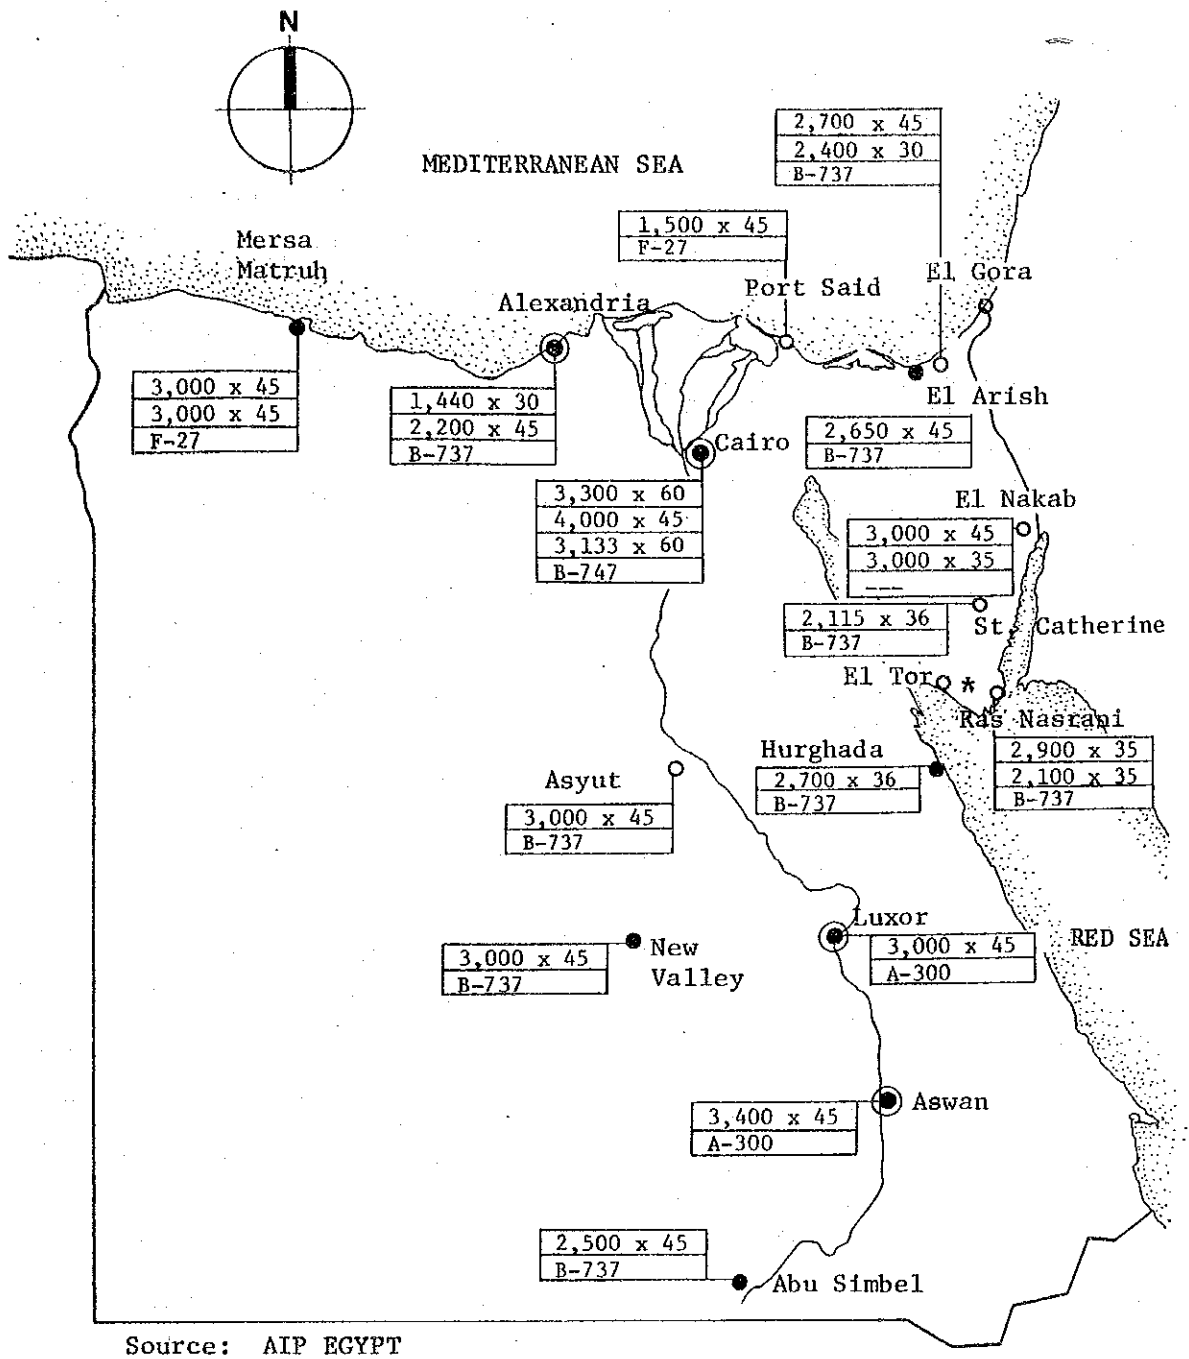 N
MEDITERRANEAN SEA
2,700 x 45
2,400 x 30
B-737
1,500 x 45
F-27
Mersa
Matruh
El Gora
Port Said
Alexandria
3,000 x 45
3,000 x 45
F-27
1,440 x 30
2,200 x 45
B-737
El Arish
2,650 x 45
B-737
Cairo
3,300 x 60
4,000 x 45
3,133 x 60
B-747
El Nakab
3,000 x 45
3,000 x 35
---
2,115 x 36
B-737
St. Catherine
El Tor
*
Ras Nasrani
2,900 x 35
2,100 x 35
B-737
Hurghada
2,700 x 36
B-737
Asyut
3,000 x 45
B-737
Luxor
3,000 x 45
A-300
RED SEA
New
Valley
3,000 x 45
B-737
Aswan
3,400 x 45
A-300
2,500 x 45
B-737
Abu Simbel
Source: AIP EGYPT